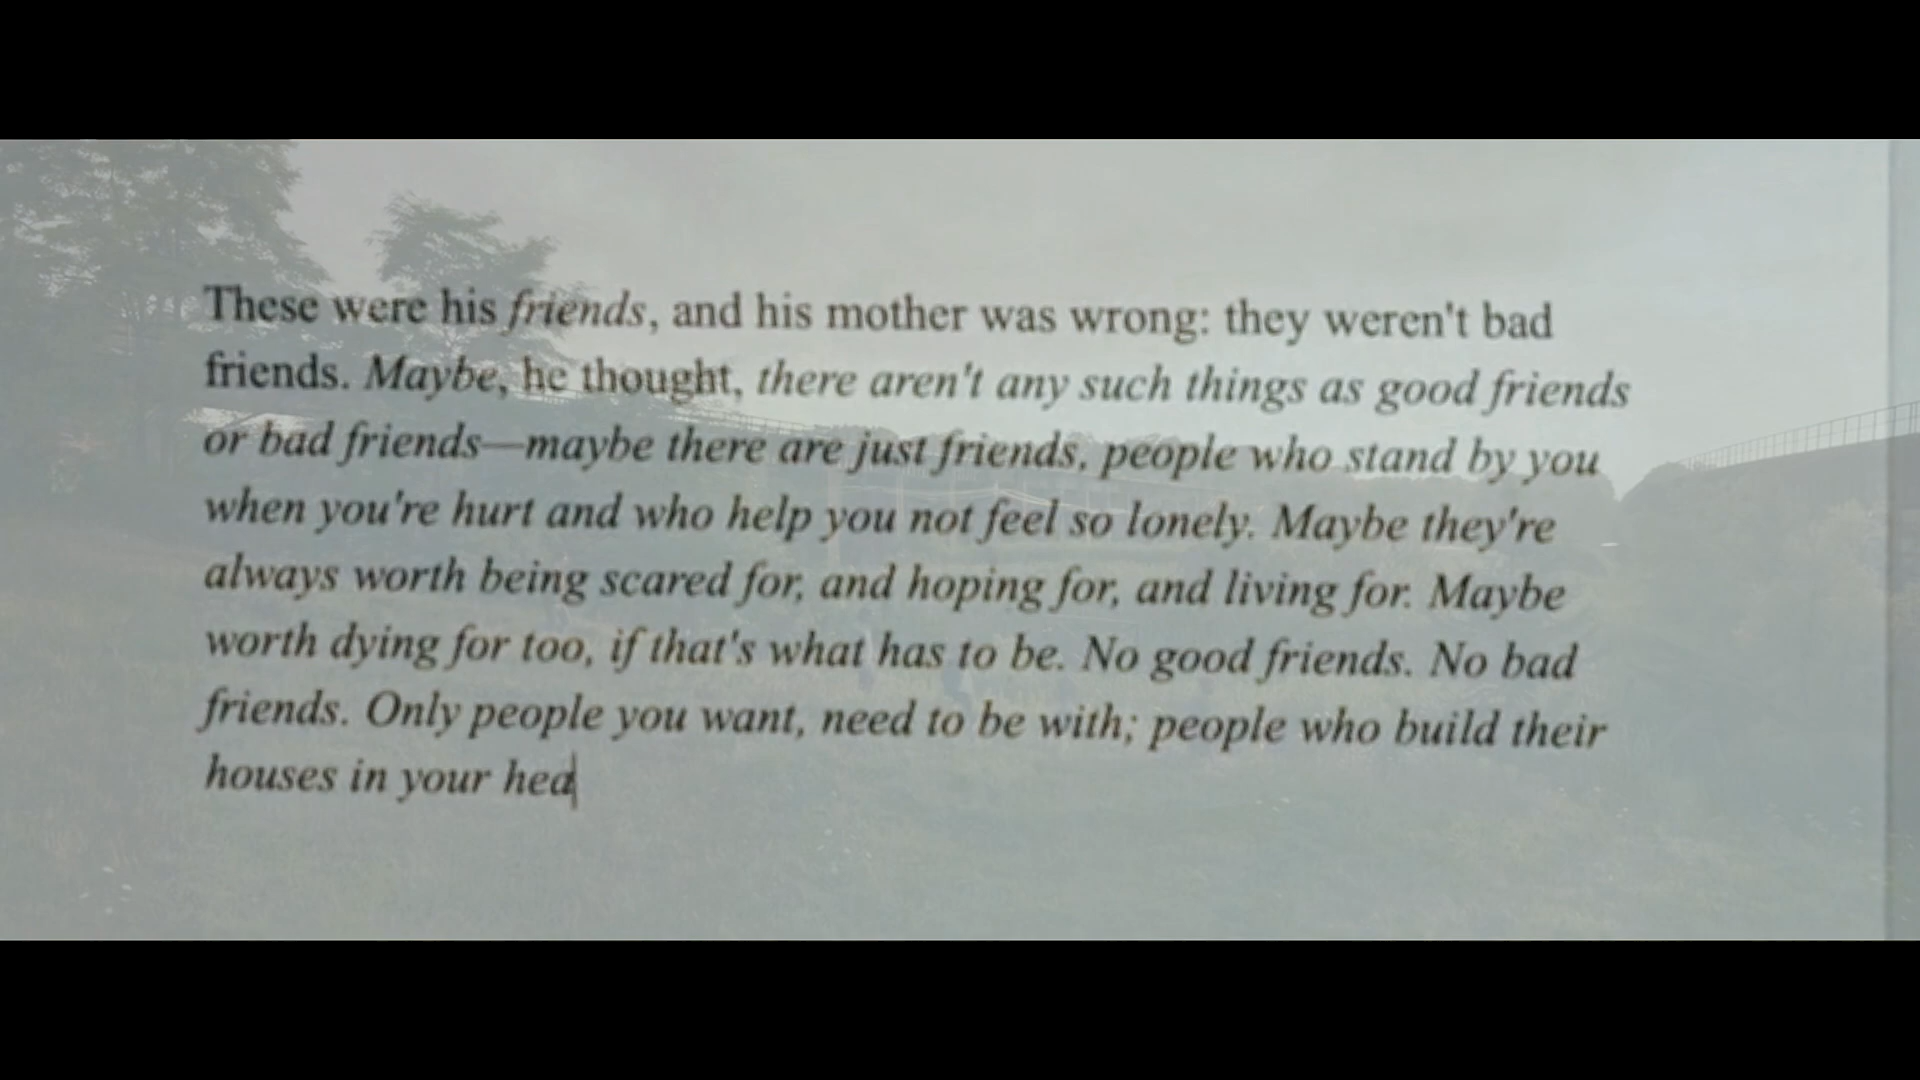 These were his friends, and his mother was wrong: they weren't bad
friends. Maybe, he thought, there aren't any such things as good friends
or bad friends—maybe there are just friends, people who stand by you
when you're hurt and who help you not feel so lonely. Maybe they're
always worth being scared for, and hoping for, and living for. Maybe
worth dying for too, if that's what has to be. No good friends. No bad
friends. Only people you want, need to be with; people who build their
houses in your hea